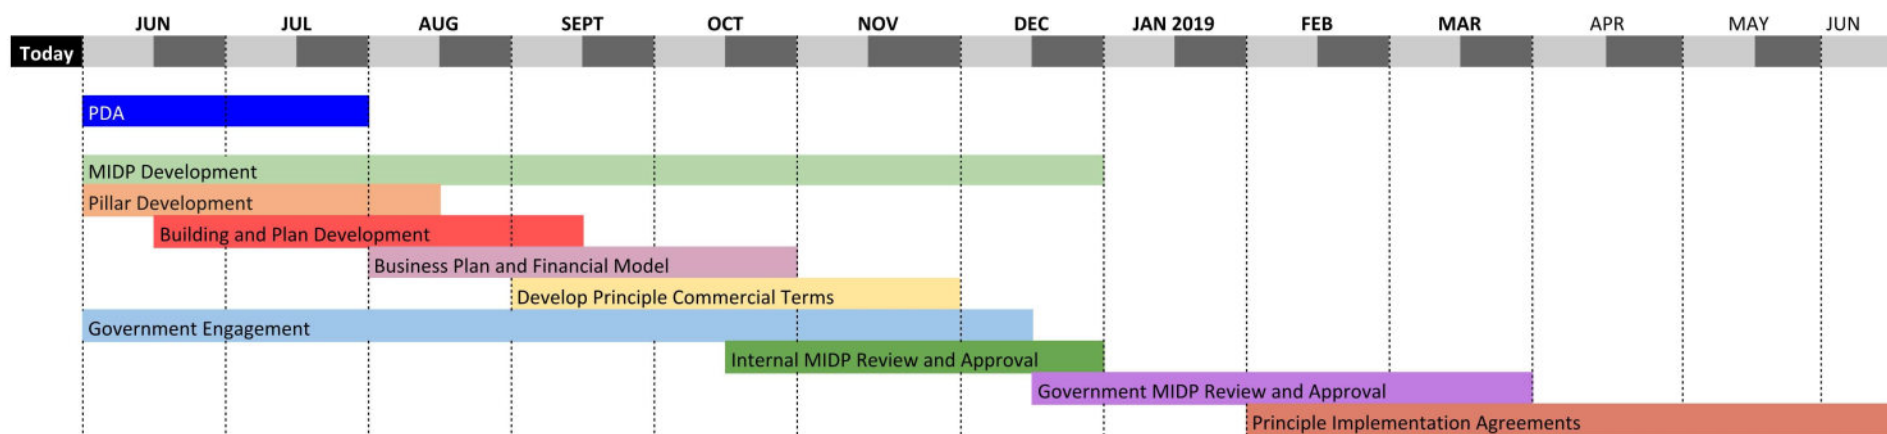 JUN JUL AUG SEPT OCT NOV DEC JAN 2019 FEB MAR APR MAY JUN
Today
PDA
MIDP Development
Pillar Development
Building and Plan Development
Business Plan and Financial Model
Develop Principle Commercial Terms
Government Engagement
Internal MIDP Review and Approval
Government MIDP Review and Approval
Principle Implementation Agreements